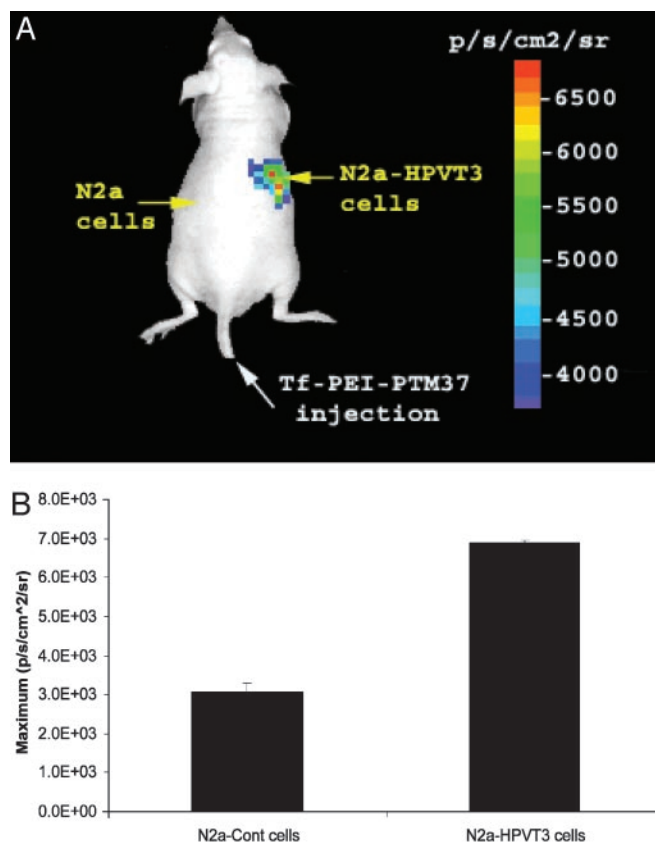 A
p/s/cm2/sr
6500
6000
5500
5000
4500
4000
N2a
cells
N2a-HPVT3
cells
Tf-PEI-PTM37
injection
B
8.0E+03
7.0E+03
6.0E+03
5.0E+03
4.0E+03
3.0E+03
2.0E+03
1.0E+03
0.0E+00
Maximum (p/s/cm^2/sr)
N2a-Cont cells
N2a-HPVT3 cells